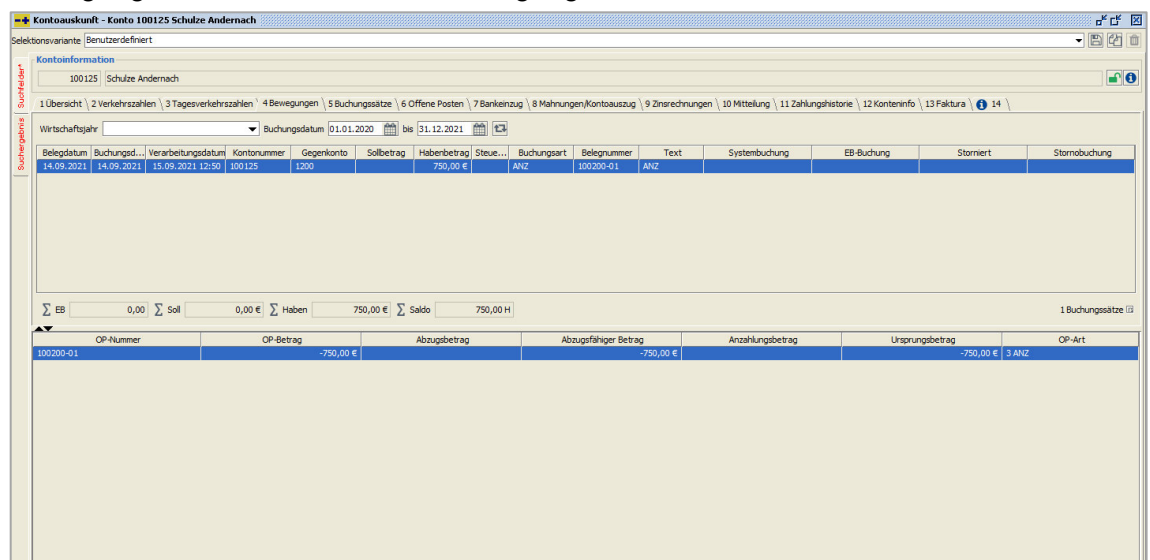 Kontoauskunft - Konto 100125 Schulze Andernach
Selektionsvariante Benutzerdefiniert
Suchfelder*
Suchergebnis
Kontoinformation
100125 Schulze Andernach
1 Übersicht 2 Verkehrszahlen 3 Tagesverkehrszahlen 4 Bewegungen 5 Buchungssätze 6 Offene Posten 7 Bankeinzug 8 Mahnungen/Kontoauszug 9 Zinsrechnungen 10 Mitteilung 11 Zahlungshistorie 12 Konteninfo 13 Faktura 14
Wirtschaftsjahr Buchungsdatum 01.01.2020 bis 31.12.2021
Belegdatum Buchungsd... Verarbeitungsdatum Kontonummer Gegenkonto Sollbetrag Habenbetrag Steue... Buchungsart Belegnummer Text Systembuchung EB-Buchung Storniert Stornobuchung
14.09.2021 14.09.2021 15.09.2021 12:50 100125 1200 750,00 € ANZ 100200-01 ANZ
∑ EB 0,00 ∑ Soll 0,00 € ∑ Haben 750,00 € ∑ Saldo 750,00 H 1 Buchungssätze
OP-Nummer OP-Betrag Abzugsbetrag Abzugsfähiger Betrag Anzahlungsbetrag Ursprungsbetrag OP-Art
100200-01 -750,00 € -750,00 € -750,00 € 3 ANZ